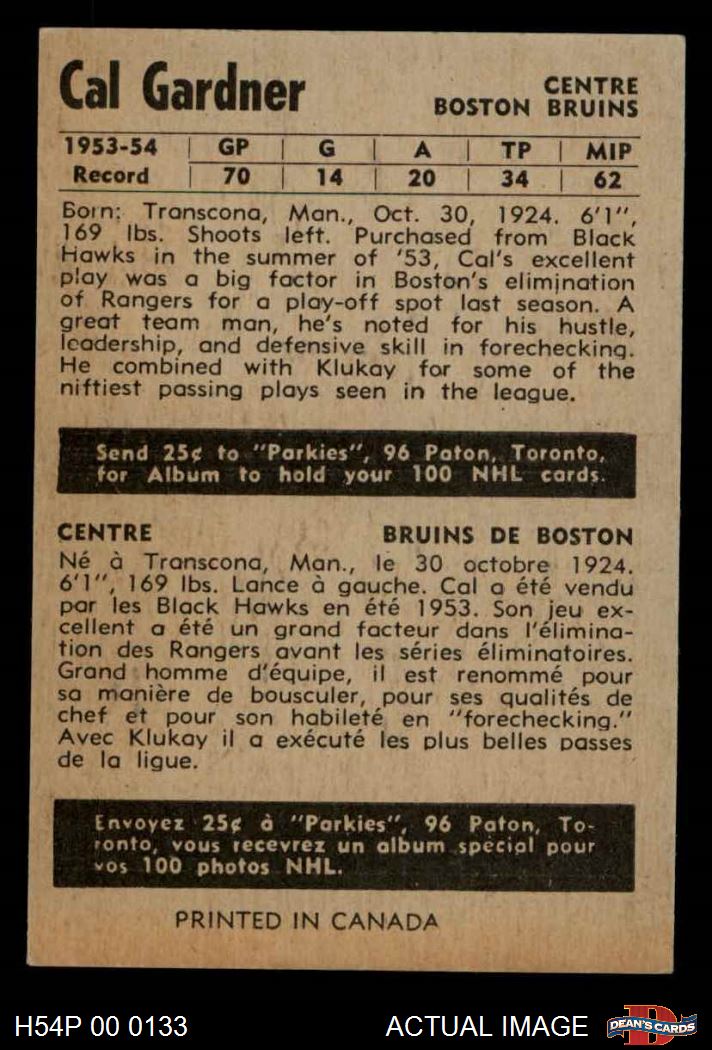 Cal Gardner
CENTRE
BOSTON BRUINS
1953-54 | GP | G | A | TP | MIP
Record | 70 | 14 | 20 | 34 | 62
Born: Transcona, Man., Oct. 30, 1924. 6'1",
169 lbs. Shoots left. Purchased from Black
Hawks in the summer of '53, Cal's excellent
play was a big factor in Boston's elimination
of Rangers for a play-off spot last season. A
great team man, he's noted for his hustle,
leadership, and defensive skill in forechecking.
He combined with Klukay for some of the
niftiest passing plays seen in the league.
Send 25¢ to "Parkies", 96 Paton, Toronto,
for Album to hold your 100 NHL cards.
CENTRE BRUINS DE BOSTON
Né à Transcona, Man., le 30 octobre 1924.
6'1", 169 lbs. Lance à gauche. Cal a été vendu
par les Black Hawks en été 1953. Son jeu ex-
cellent a été un grand facteur dans l'élimina-
tion des Rangers avant les séries éliminatoires.
Grand homme d'équipe, il est renommé pour
sa manière de bousculer, pour ses qualités de
chef et pour son habileté en "forechecking."
Avec Klukay il a exécuté les plus belles passes
de la ligue.
Envoyez 25¢ à "Parkies", 96 Paton, To-
ronto, vous recevrez un album spécial pour
vos 100 photos NHL.
PRINTED IN CANADA
H54P 00 0133 ACTUAL IMAGE
D
DEAN'S CARDS